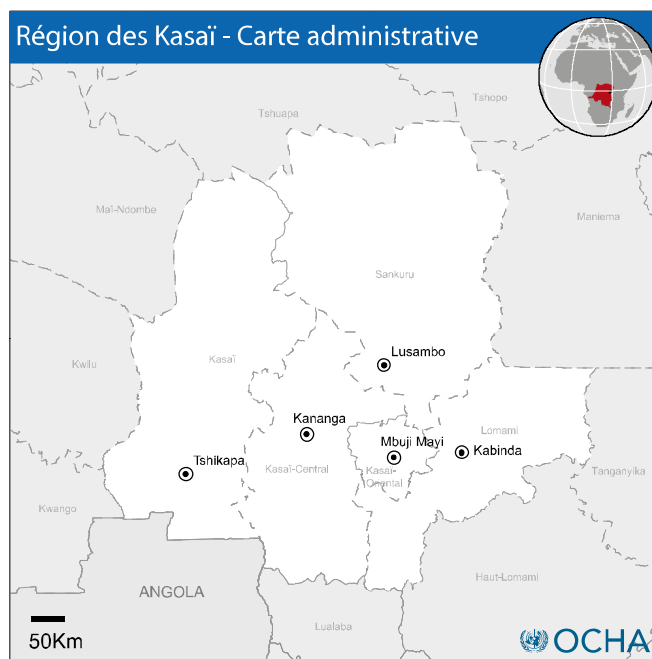 Région des Kasaï - Carte administrative
Tshopo
Tshuapa
Maï-Ndombe
Maniema
Sankuru
Lusambo
Kasaï
Kwilu
Kananga
Lomami
Mbuji Mayi
Kabinda
Tshikapa
Kasaï-Central
Kasaï-
Oriental
Tanganyika
Kwango
Haut-Lomami
ANGOLA
Lualaba
50Km
OCHA